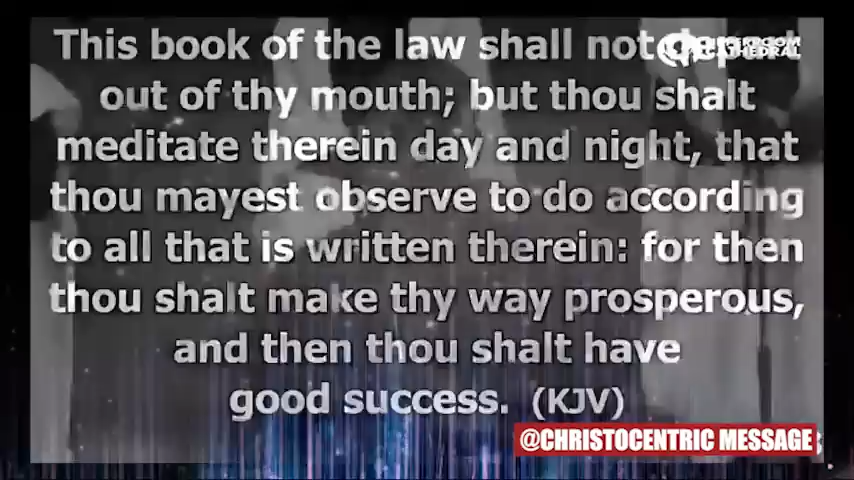 This book of the law shall not depart
out of thy mouth; but thou shalt
meditate therein day and night, that
thou mayest observe to do according
to all that is written therein: for then
thou shalt make thy way prosperous,
and then thou shalt have
good success. (KJV)
@CHRISTOCENTRIC MESSAGE